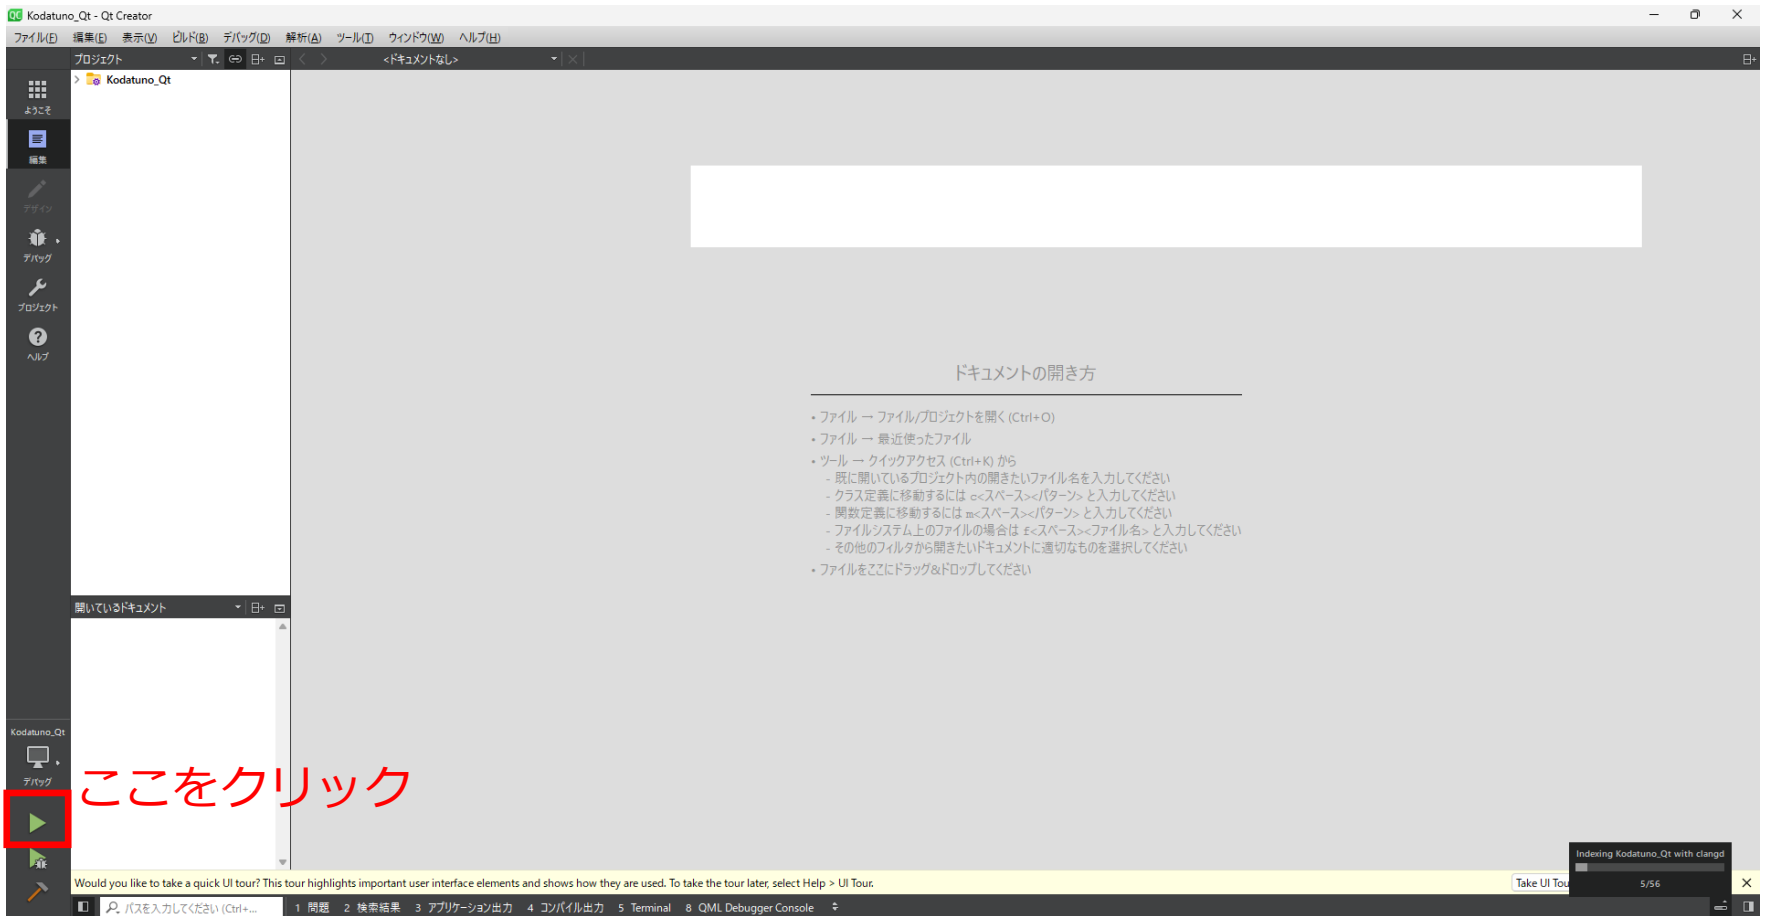 Kodatuno_Qt - Qt Creator
ファイル(F) 編集(E) 表示(V) ビルド(B) デバッグ(D) 解析(A) ツール(T) ウィンドウ(W) ヘルプ(H)
プロジェクト <ドキュメントなし>
Kodatuno_Qt
ようこそ
編集
デザイン
デバッグ
プロジェクト
ヘルプ
ドキュメントの開き方
• ファイル → ファイル/プロジェクトを開く (Ctrl+O)
• ファイル → 最近使ったファイル
• ツール → クイックアクセス (Ctrl+K) から
- 既に開いているプロジェクト内の開きたいファイル名を入力してください
- クラス定義に移動するには c<スペース><パターン> と入力してください
- 関数定義に移動するには m<スペース><パターン> と入力してください
- ファイルシステム上のファイルの場合は f<スペース><ファイル名> と入力してください
- その他のフィルタから開きたいドキュメントに適切なものを選択してください
• ファイルをここにドラッグ&ドロップしてください
開いているドキュメント
Kodatuno_Qt
デバッグ
ここをクリック
Indexing Kodatuno_Qt with clangd
5/56
Would you like to take a quick UI tour? This tour highlights important user interface elements and shows how they are used. To take the tour later, select Help > UI Tour.
Take UI Tou
パスを入力してください (Ctrl+...
1 問題 2 検索結果 3 アプリケーション出力 4 コンパイル出力 5 Terminal 8 QML Debugger Console